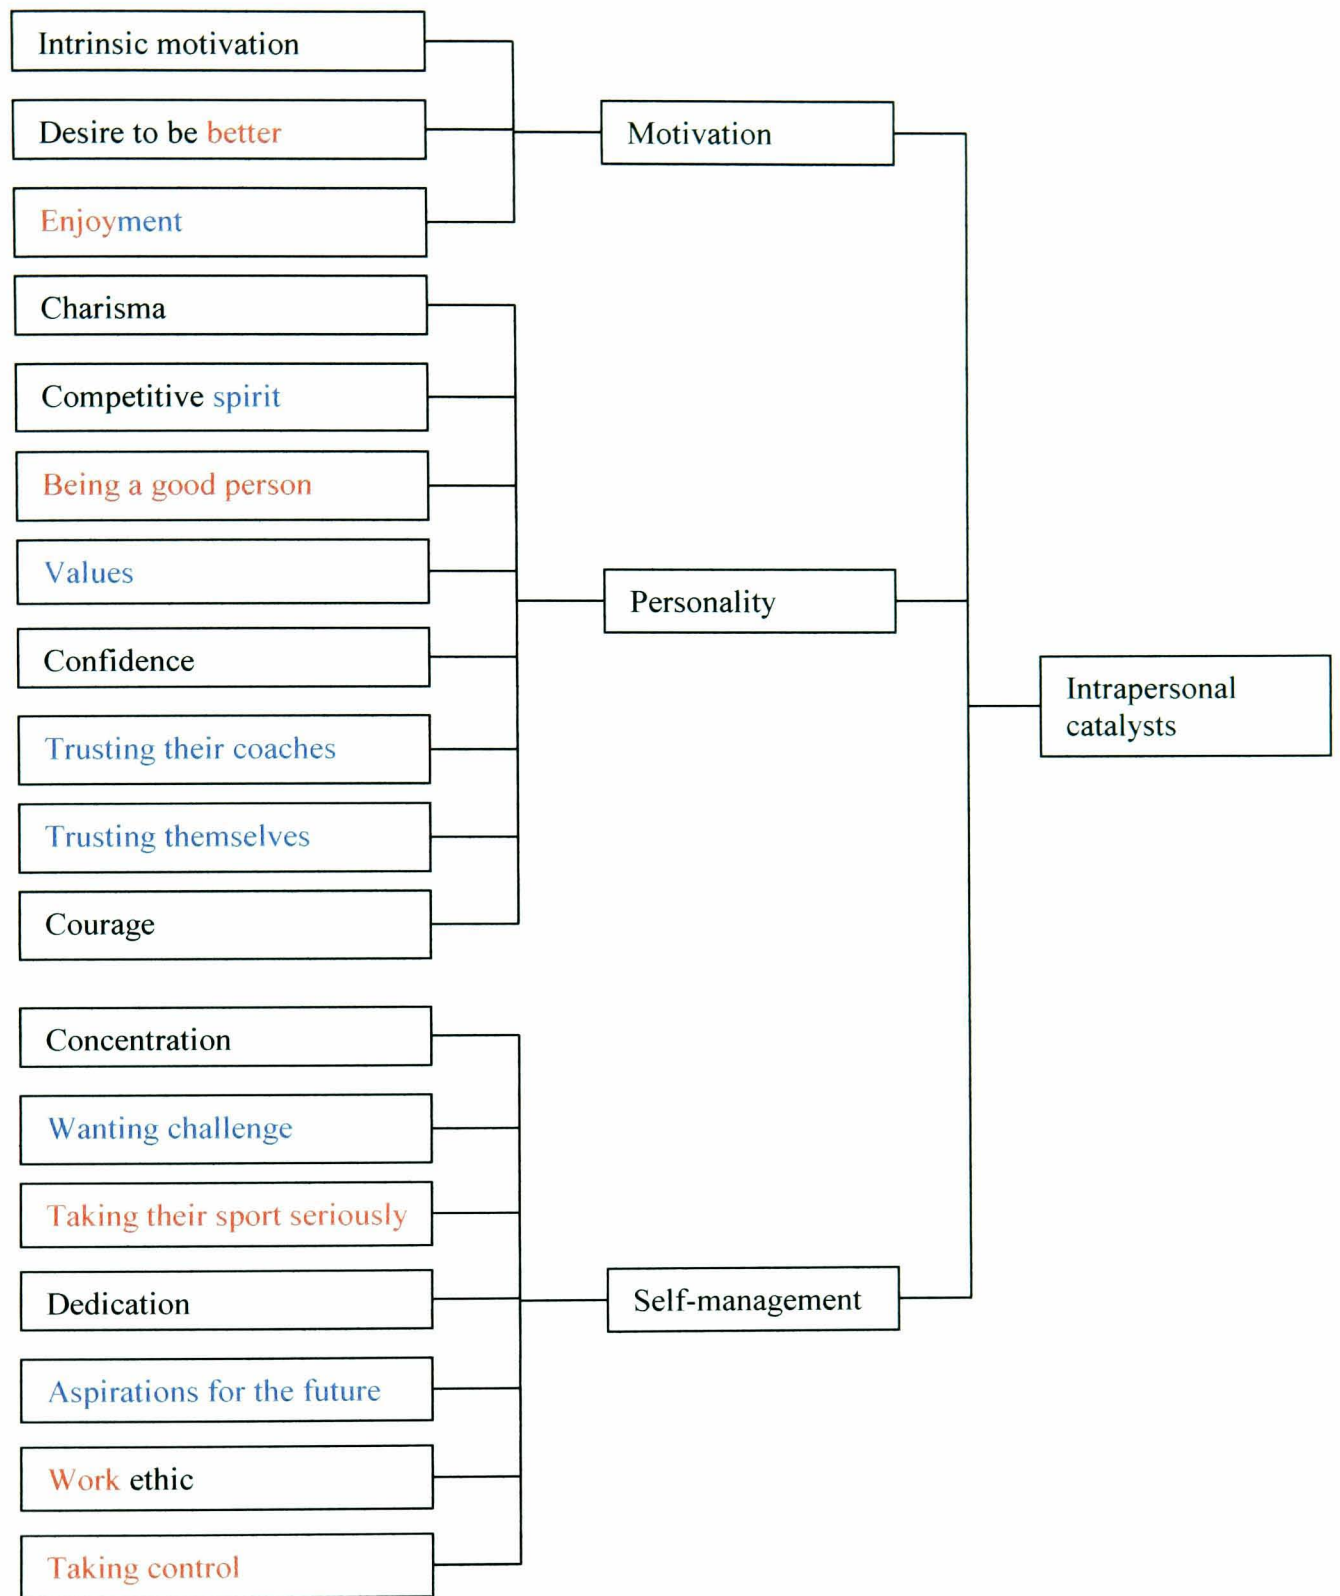 Intrinsic motivation
Desire to be better
Enjoyment
Motivation
Charisma
Competitive spirit
Being a good person
Values
Confidence
Trusting their coaches
Trusting themselves
Courage
Personality
Concentration
Wanting challenge
Taking their sport seriously
Dedication
Aspirations for the future
Work ethic
Taking control
Self-management
Intrapersonal
catalysts